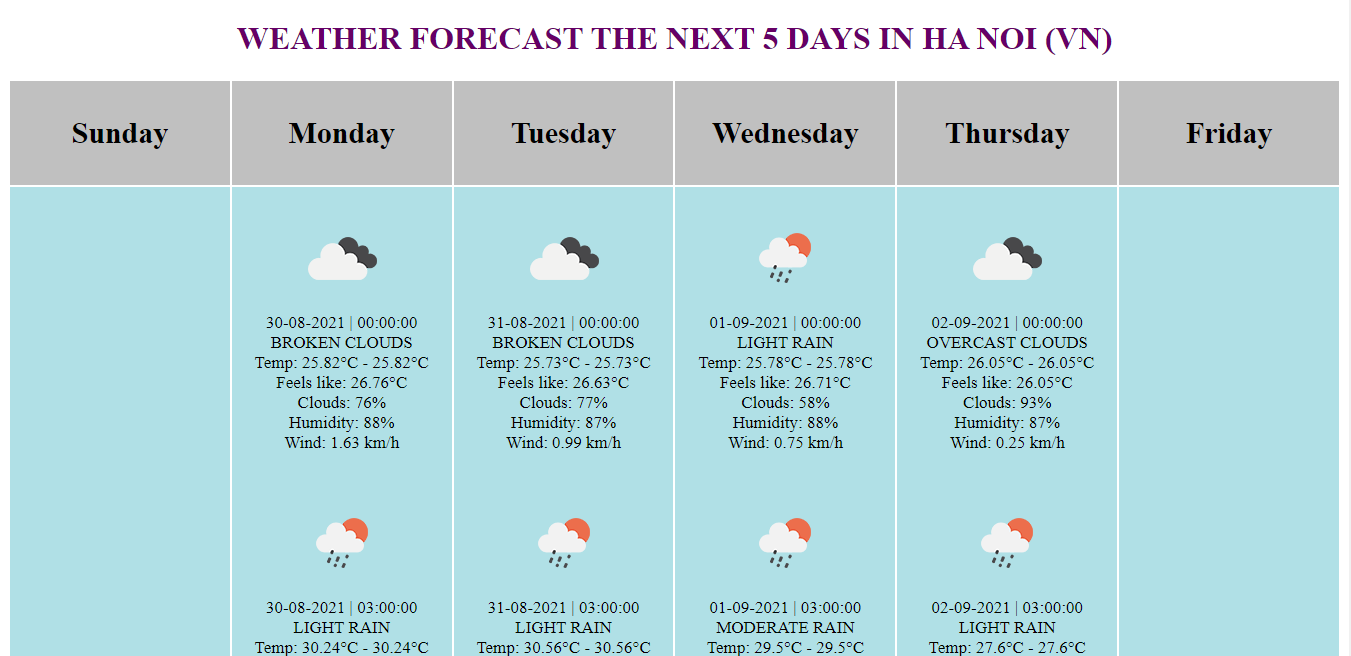 WEATHER FORECAST THE NEXT 5 DAYS IN HA NOI (VN)
Sunday
Monday
Tuesday
Wednesday
Thursday
Friday
30-08-2021 | 00:00:00
BROKEN CLOUDS
Temp: 25.82°C - 25.82°C
Feels like: 26.76°C
Clouds: 76%
Humidity: 88%
Wind: 1.63 km/h
30-08-2021 | 03:00:00
LIGHT RAIN
Temp: 30.24°C - 30.24°C
31-08-2021 | 00:00:00
BROKEN CLOUDS
Temp: 25.73°C - 25.73°C
Feels like: 26.63°C
Clouds: 77%
Humidity: 87%
Wind: 0.99 km/h
31-08-2021 | 03:00:00
LIGHT RAIN
Temp: 30.56°C - 30.56°C
01-09-2021 | 00:00:00
LIGHT RAIN
Temp: 25.78°C - 25.78°C
Feels like: 26.71°C
Clouds: 58%
Humidity: 88%
Wind: 0.75 km/h
01-09-2021 | 03:00:00
MODERATE RAIN
Temp: 29.5°C - 29.5°C
02-09-2021 | 00:00:00
OVERCAST CLOUDS
Temp: 26.05°C - 26.05°C
Feels like: 26.05°C
Clouds: 93%
Humidity: 87%
Wind: 0.25 km/h
02-09-2021 | 03:00:00
LIGHT RAIN
Temp: 27.6°C - 27.6°C